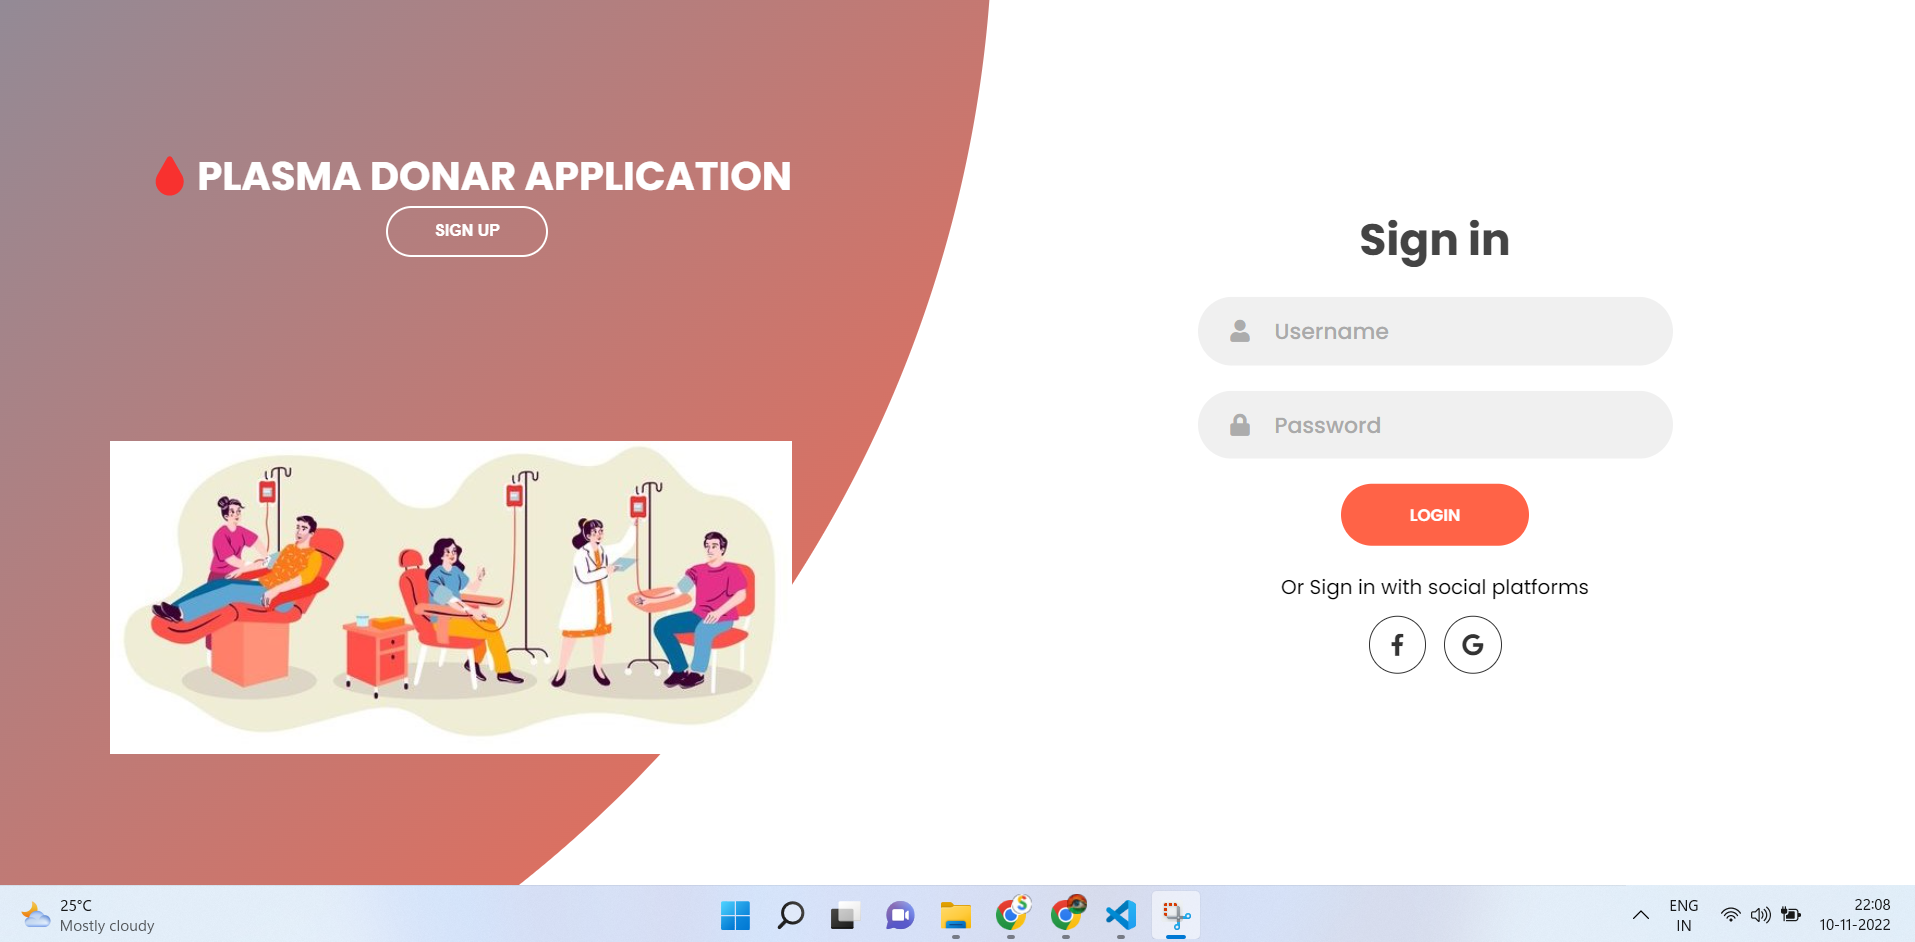 PLASMA DONAR APPLICATION
SIGN UP
Sign in
Username
Password
LOGIN
Or Sign in with social platforms
25°C
Mostly cloudy
ENG
IN
22:08
10-11-2022